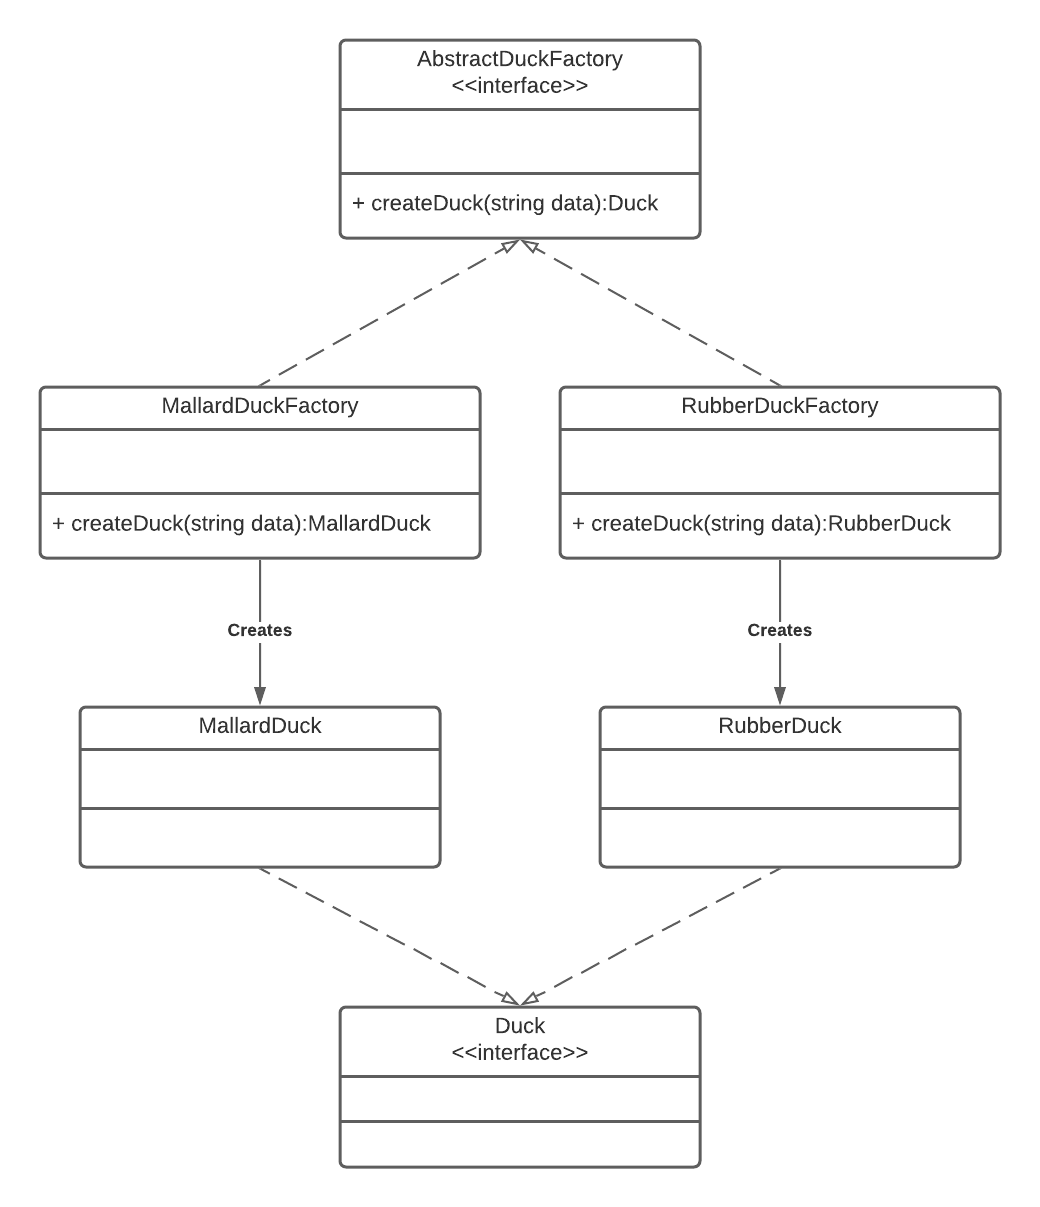 AbstractDuckFactory
<<interface>>
+ createDuck(string data):Duck
MallardDuckFactory
+ createDuck(string data):MallardDuck
RubberDuckFactory
+ createDuck(string data):RubberDuck
Creates
Creates
MallardDuck
RubberDuck
Duck
<<interface>>